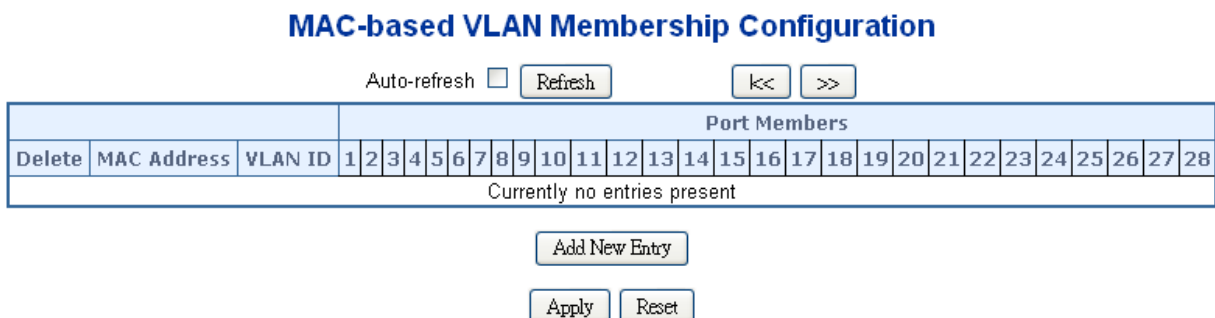 MAC-based VLAN Membership Configuration
Auto-refresh Refresh |<< >>
Port Members
Delete MAC Address VLAN ID 1 2 3 4 5 6 7 8 9 10 11 12 13 14 15 16 17 18 19 20 21 22 23 24 25 26 27 28
Currently no entries present
Add New Entry
Apply Reset